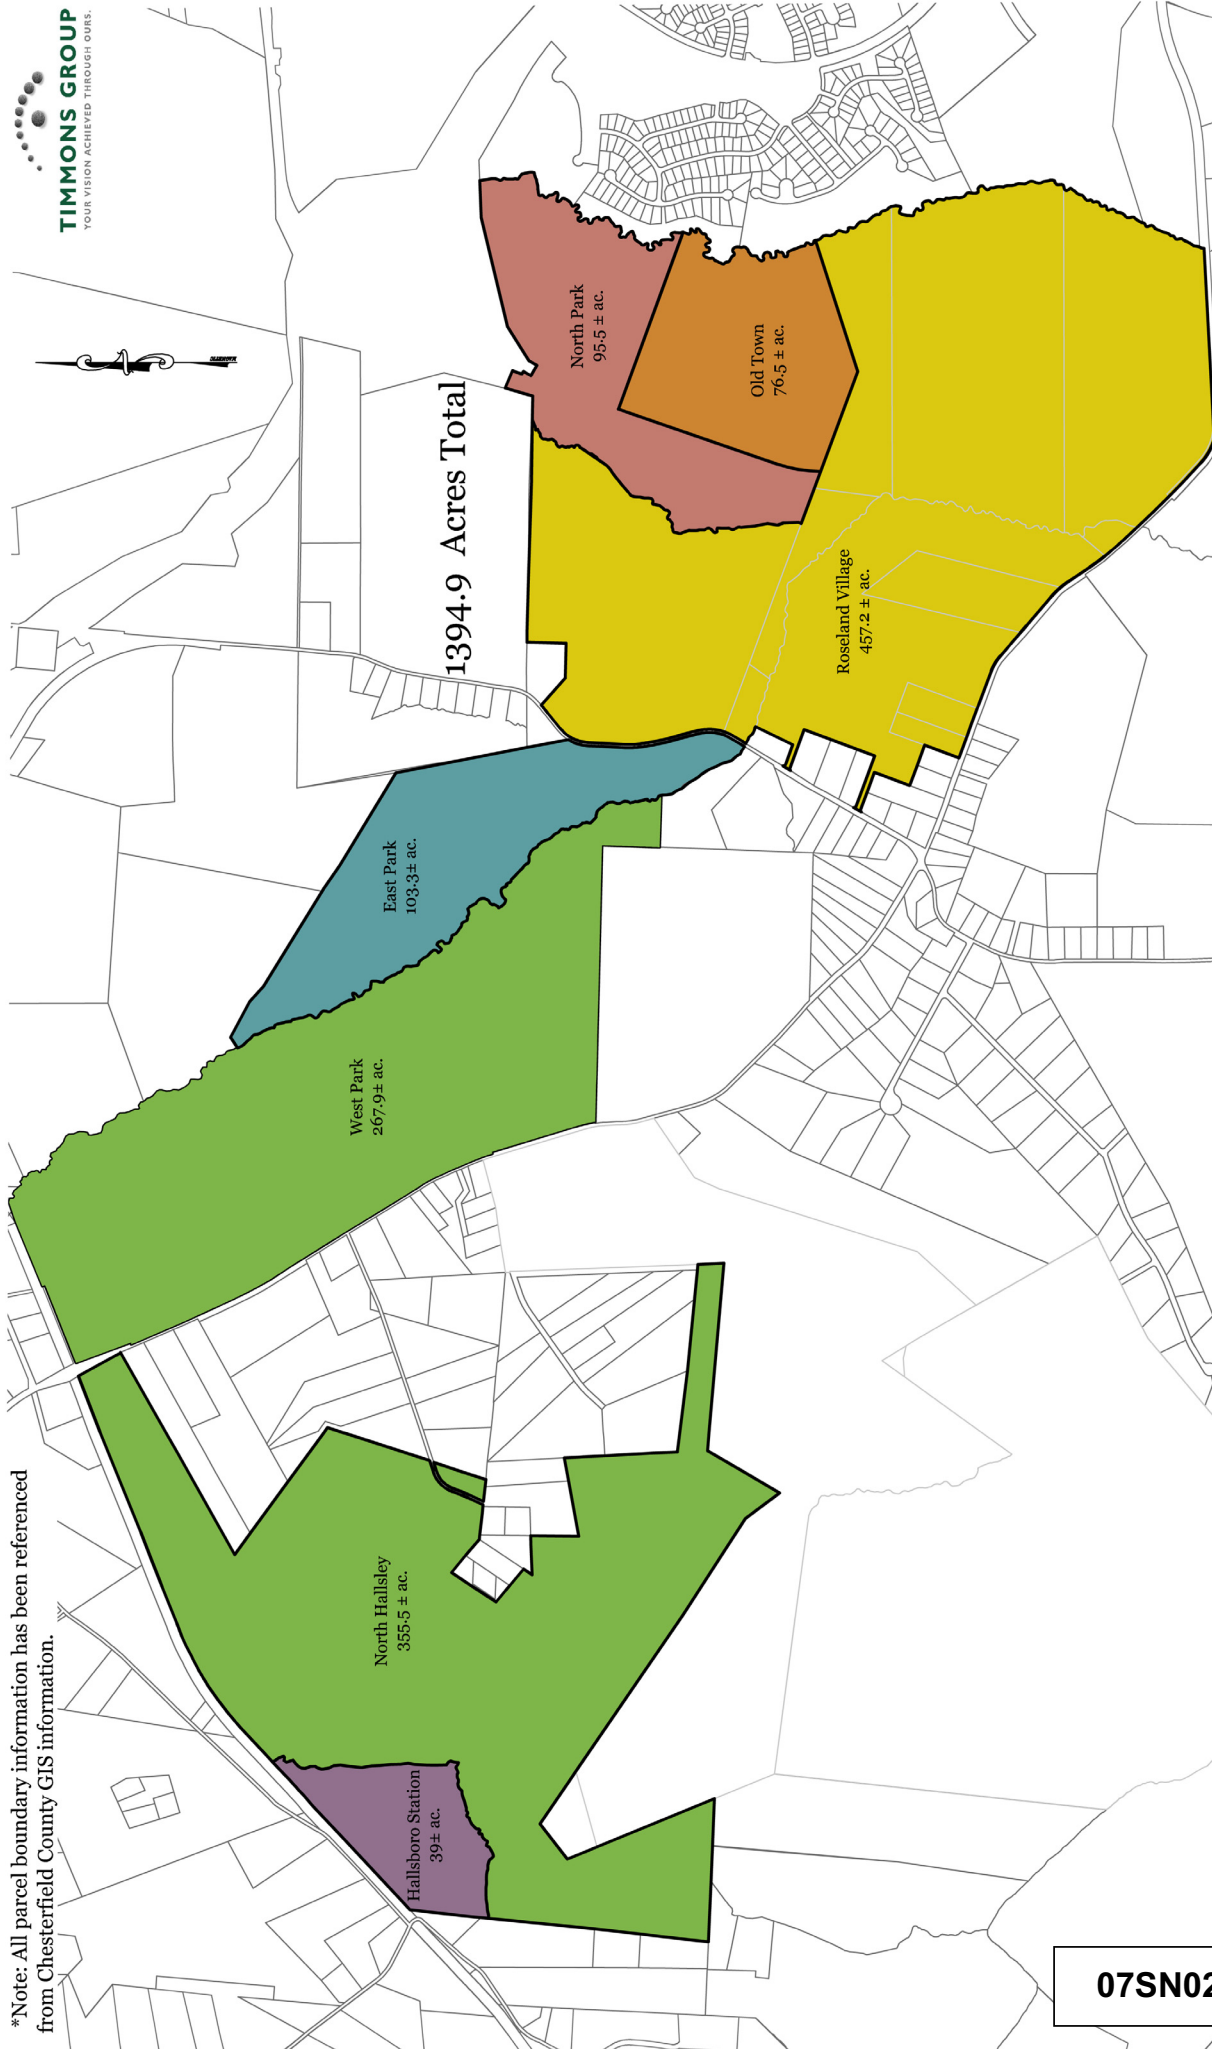 *Note: All parcel boundary information has been referenced
from Chesterfield County GIS information.
TIMMONS GROUP
YOUR VISION ACHIEVED THROUGH OURS.
1394.9 Acres Total
North Park
95.5 ± ac.
Old Town
76.5 ± ac.
Roseland Village
457.2 ± ac.
East Park
103.3± ac.
West Park
267.9± ac.
North Hallsley
355.5 ± ac.
Hallsboro Station
39± ac.
07SN02